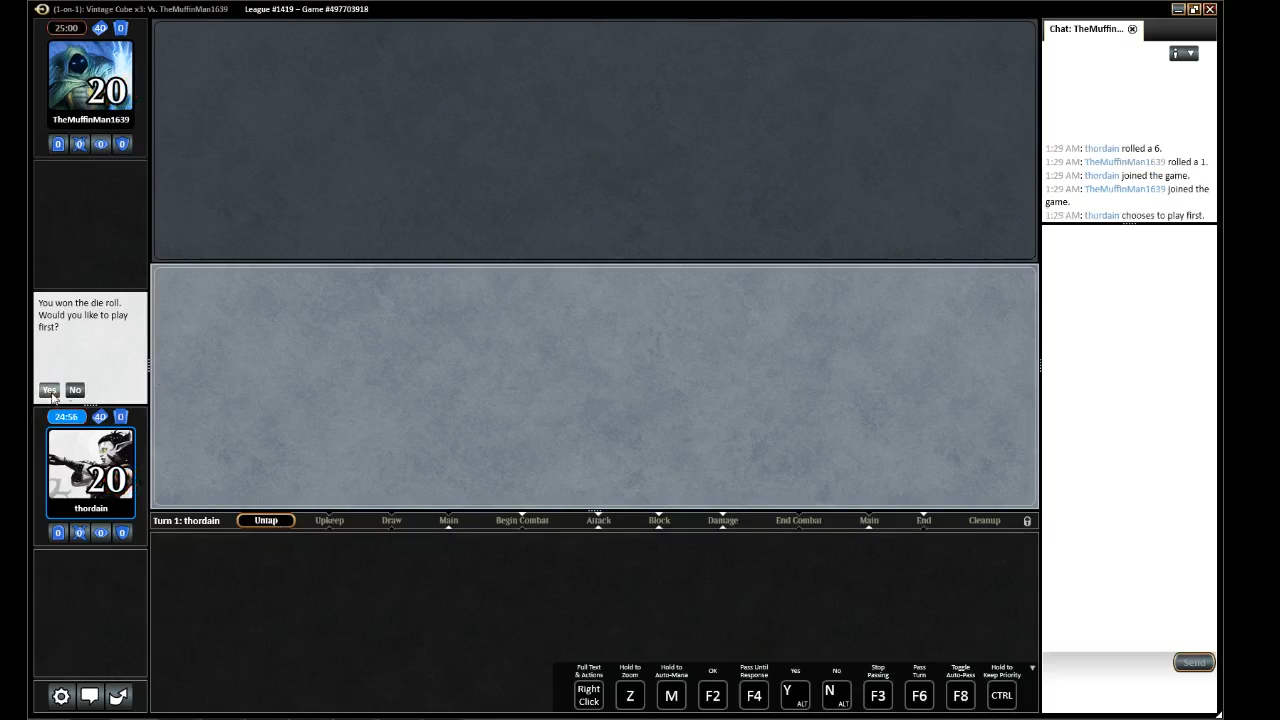 (1-on-1): Vintage Cube x3: Vs. TheMuffinMan1639 League #1419 – Game #497703918
25:00 40 0
20
TheMuffinMan1639
0 0 0 0
You won the die roll.
Would you like to play
first?
Yes No
24:56 40 0
20
thordain
0 0 0 0
Turn 1: thordain Untap Upkeep Draw Main Begin Combat Attack Block Damage End Combat Main End Cleanup
Full Text
& Actions
Right
Click
Hold to
Zoom
Z
Hold to
Auto-Mana
M
OK
F2
Pass Until
Response
F4
Yes
Y
ALT
No
N
ALT
Stop
Passing
F3
Pass
Turn
F6
Toggle
Auto-Pass
F8
Hold to
Keep Priority
CTRL
Chat: TheMuffin...
1:29 AM: thordain rolled a 6.
1:29 AM: TheMuffinMan1639 rolled a 1.
1:29 AM: thordain joined the game.
1:29 AM: TheMuffinMan1639 joined the
game.
1:29 AM: thordain chooses to play first.
Send